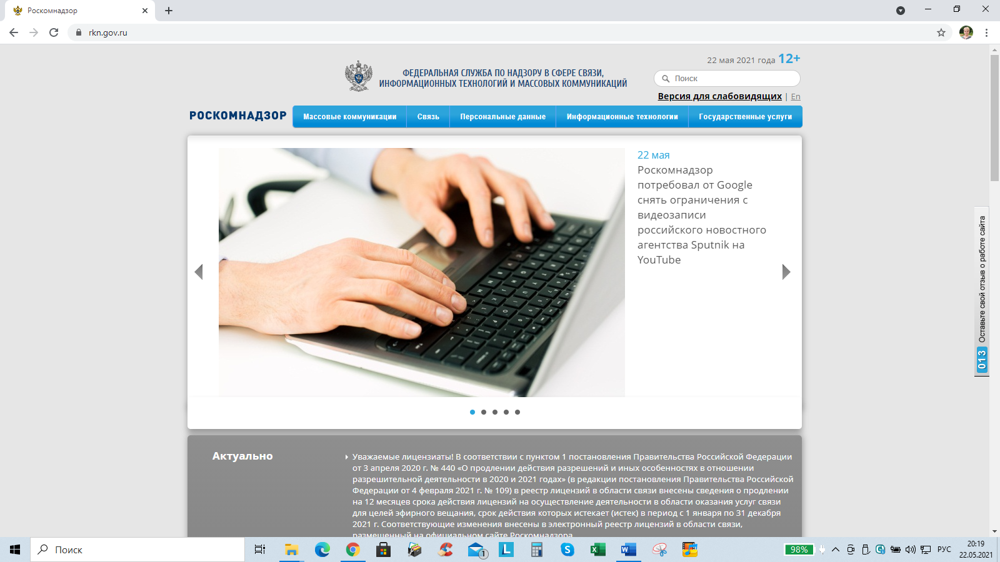 Роскомнадзор
rkn.gov.ru
22 мая 2021 года 12+
ФЕДЕРАЛЬНАЯ СЛУЖБА ПО НАДЗОРУ В СФЕРЕ СВЯЗИ,
ИНФОРМАЦИОННЫХ ТЕХНОЛОГИЙ И МАССОВЫХ КОММУНИКАЦИЙ
Поиск
Версия для слабовидящих | En
РОСКОМНАДЗОР
Массовые коммуникации Связь Персональные данные Информационные технологии Государственные услуги
22 мая
Роскомнадзор
потребовал от Google
снять ограничения с
видеозаписи
российского новостного
агентства Sputnik на
YouTube
Оставьте свой отзыв о работе сайта
013
Актуально
Уважаемые лицензиаты! В соответствии с пунктом 1 постановления Правительства Российской Федерации
от 3 апреля 2020 г. № 440 «О продлении действия разрешений и иных особенностях в отношении
разрешительной деятельности в 2020 и 2021 годах» (в редакции постановления Правительства Российской
Федерации от 4 февраля 2021 г. № 109) в реестр лицензий в области связи внесены сведения о продлении
на 12 месяцев срока действия лицензий на осуществление деятельности в области оказания услуг связи
для целей эфирного вещания, срок действия которых истекает (истек) в период с 1 января по 31 декабря
2021 г. Соответствующие изменения внесены в электронный реестр лицензий в области связи,
размещенный на официальном сайте Роскомнадзора.
Поиск
1
98%
РУС
20:19
22.05.2021